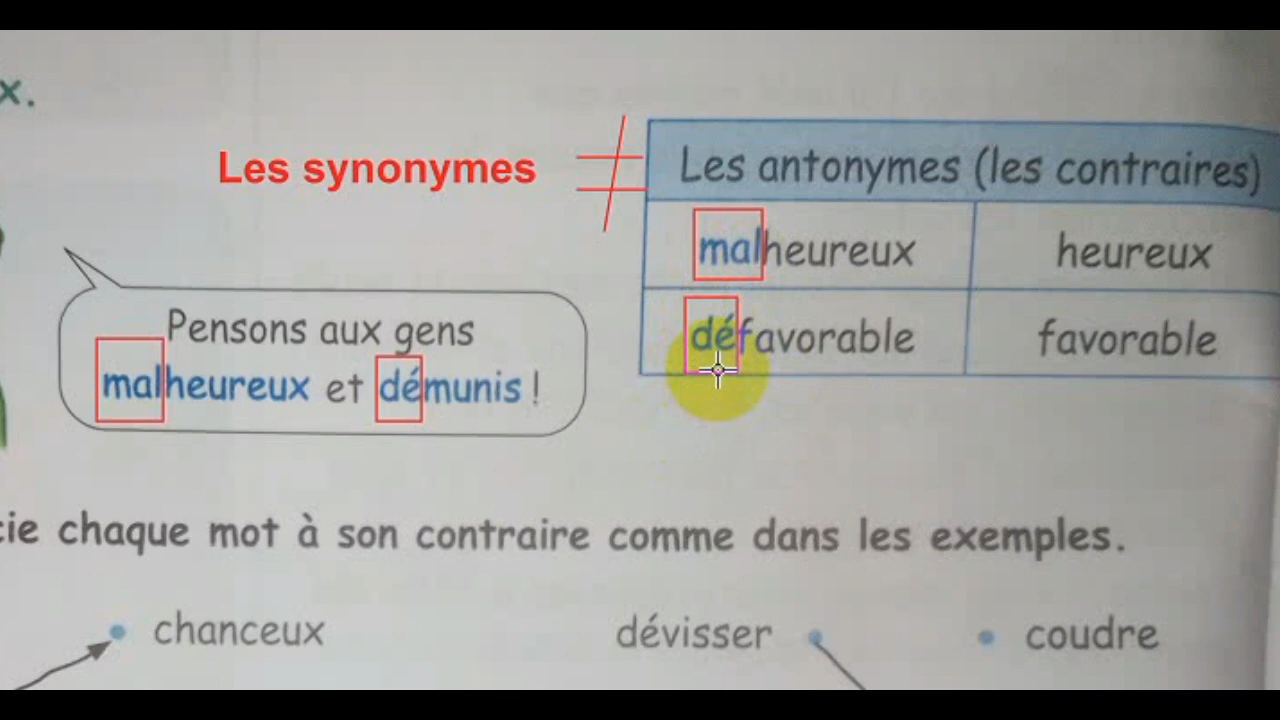 x.
Les synonymes
Les antonymes (les contraires)
malheureux heureux
défavorable favorable
Pensons aux gens
malheureux et démunis !
cie chaque mot à son contraire comme dans les exemples.
chanceux dévisser coudre